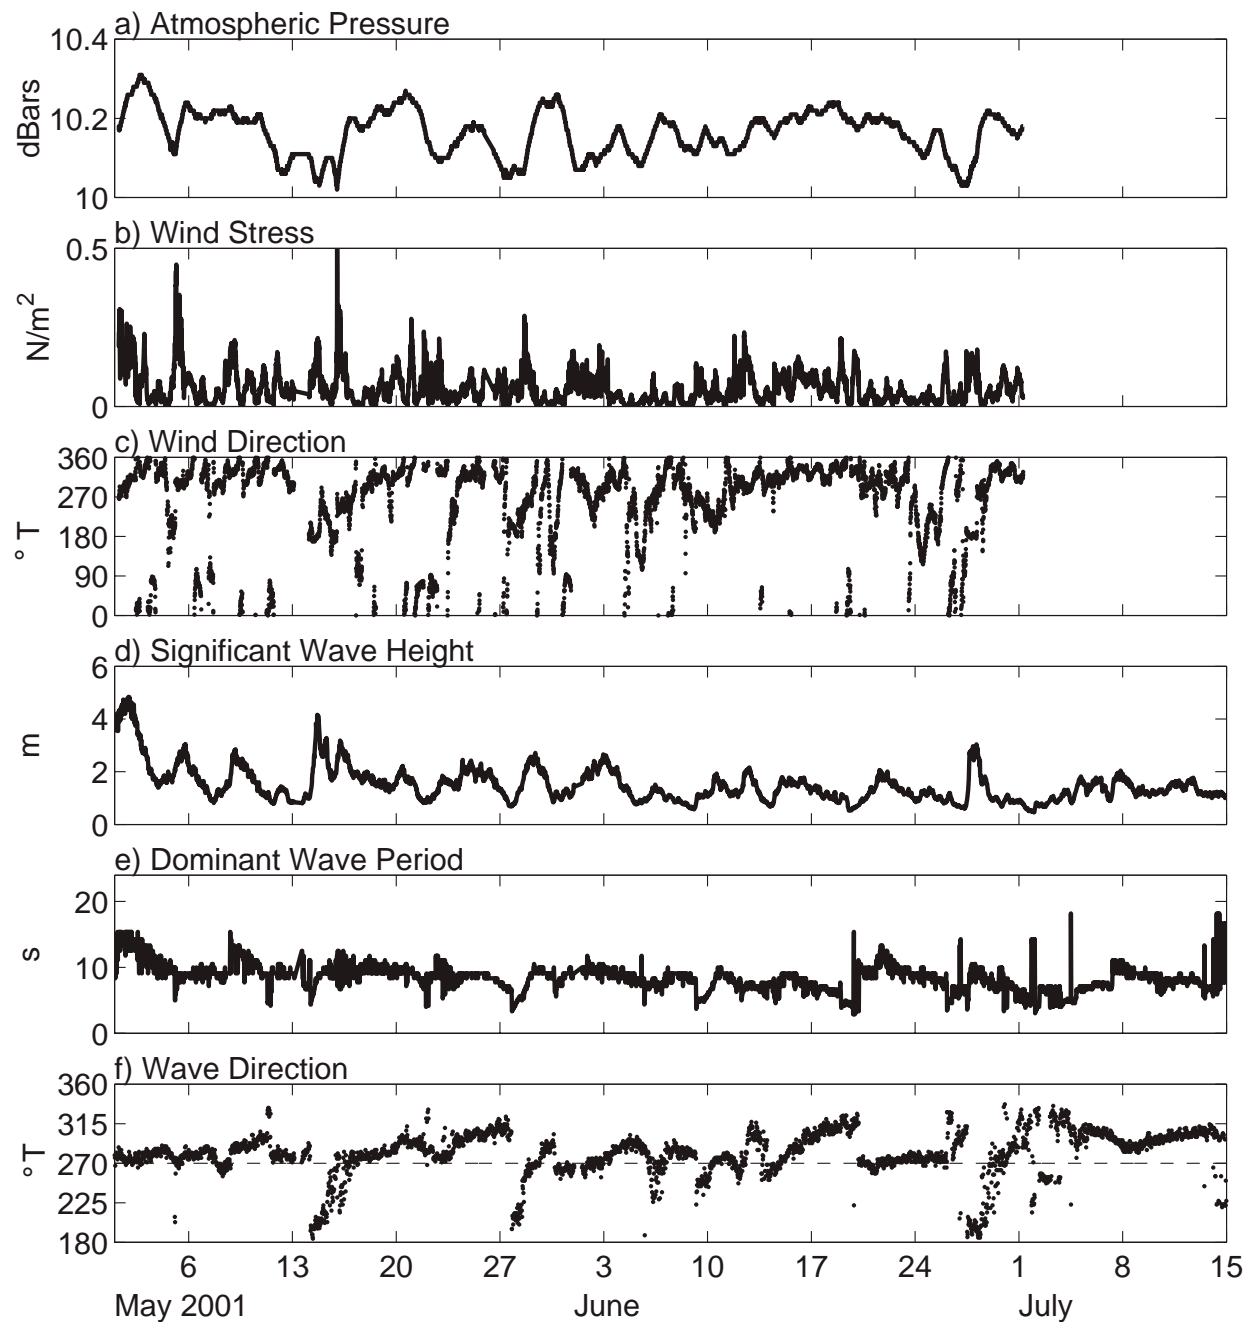 a) Atmospheric Pressure
10.4
10.2
10
dBars
b) Wind Stress
0.5
0
N/m2
c) Wind Direction
360
270
180
90
0
° T
d) Significant Wave Height
6
4
2
0
m
e) Dominant Wave Period
20
10
0
s
f) Wave Direction
360
315
270
225
180
°T
6 13 20 27 3 10 17 24 1 8 15
May 2001 June July